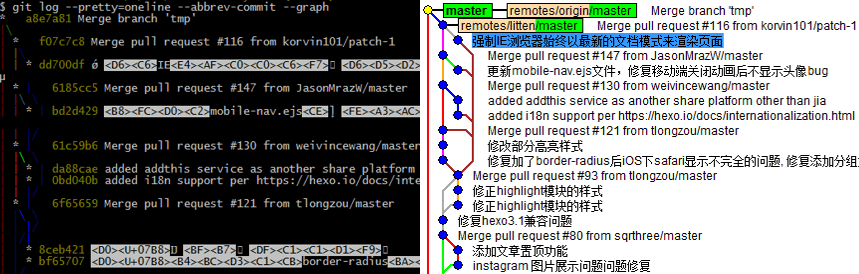 $ git log --pretty=oneline --abbrev-commit --graph
* a8e7a81 Merge branch 'tmp'
* f07c7c8 Merge pull request #116 from korvin101/patch-1
* dd700df ǿ <D6><C6>IE<E4><AF><C0><C0><C6><F7> <D6><D5><D2>
µ
* 6185cc5 Merge pull request #147 from JasonMrazW/master
* bd2d429 <B8><FC><D0><C2>mobile-nav.ejs<CE>] <FE><A3><AC>
* 61c59b6 Merge pull request #130 from weivincewang/master
* da88cae added addthis service as another share platform
* 0bd040b added i18n support per https://hexo.io/docs/inte
* 6f65659 Merge pull request #121 from tlongzou/master
* 8ceb421 <D0><U+07B8> <BF><B7> <DF><C1><C1><D1><F9>
* bf65707 <D0><U+07B8><B4><BC><D3><C1><CB>border-radius<BA>
master remotes/origin/master Merge branch 'tmp'
remotes/litten/master Merge pull request #116 from korvin101/patch-1
强制IE浏览器始终以最新的文档模式来渲染页面
Merge pull request #147 from JasonMrazW/master
更新mobile-nav.ejs文件，修复移动端关闭动画后不显示头像bug
Merge pull request #130 from weivincewang/master
added addthis service as another share platform other than jia
added i18n support per https://hexo.io/docs/internationalization.html
Merge pull request #121 from tlongzou/master
修改部分高亮样式
修复加了border-radius后iOS下safari显示不完全的问题, 修复添加分组
Merge pull request #93 from tlongzou/master
修正highlight模块的样式
修正highlight模块的样式
修复hexo3.1兼容问题
Merge pull request #80 from sqrthree/master
添加文章置顶功能
instagram 图片展示问题问题修复